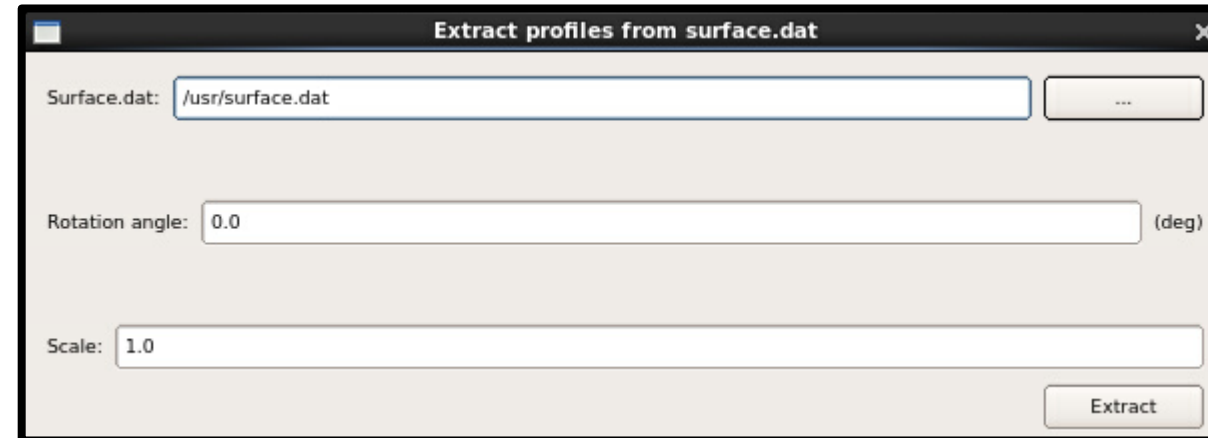 Extract profiles from surface.dat
Surface.dat: /usr/surface.dat ...
Rotation angle: 0.0 (deg)
Scale: 1.0
Extract